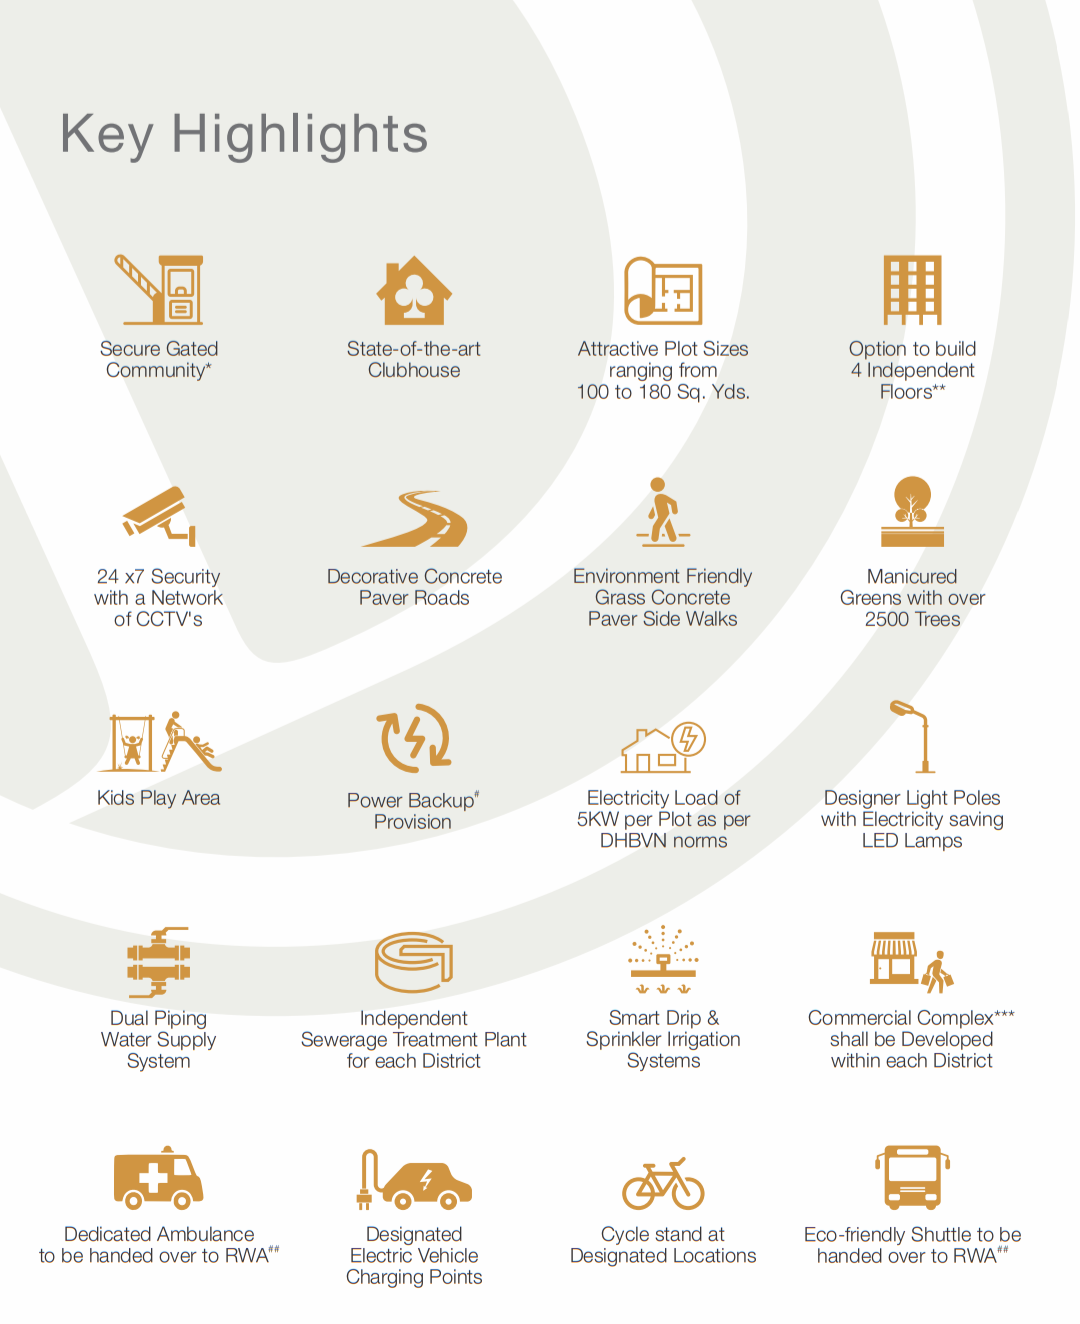 Key Highlights
Secure Gated
Community*
State-of-the-art
Clubhouse
Attractive Plot Sizes
ranging from
100 to 180 Sq. Yds.
Option to build
4 Independent
Floors**
24 x7 Security
with a Network
of CCTV's
Decorative Concrete
Paver Roads
Environment Friendly
Grass Concrete
Paver Side Walks
Manicured
Greens with over
2500 Trees
Kids Play Area
Power Backup#
Provision
Electricity Load of
5KW per Plot as per
DHBVN norms
Designer Light Poles
with Electricity saving
LED Lamps
Dual Piping
Water Supply
System
Independent
Sewerage Treatment Plant
for each District
Smart Drip &
Sprinkler Irrigation
Systems
Commercial Complex***
shall be Developed
within each District
Dedicated Ambulance
to be handed over to RWA##
Designated
Electric Vehicle
Charging Points
Cycle stand at
Designated Locations
Eco-friendly Shuttle to be
handed over to RWA##